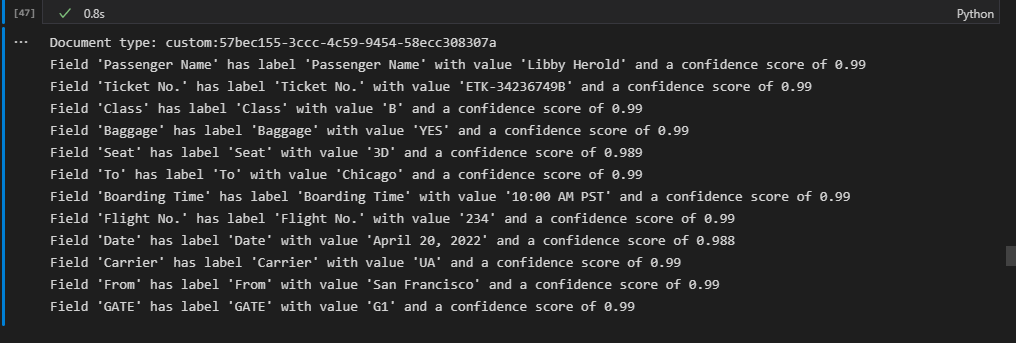 [47] ✓ 0.8s Python
... Document type: custom:57bec155-3ccc-4c59-9454-58ecc308307a
Field 'Passenger Name' has label 'Passenger Name' with value 'Libby Herold' and a confidence score of 0.99
Field 'Ticket No.' has label 'Ticket No.' with value 'ETK-34236749B' and a confidence score of 0.99
Field 'Class' has label 'Class' with value 'B' and a confidence score of 0.99
Field 'Baggage' has label 'Baggage' with value 'YES' and a confidence score of 0.99
Field 'Seat' has label 'Seat' with value '3D' and a confidence score of 0.989
Field 'To' has label 'To' with value 'Chicago' and a confidence score of 0.99
Field 'Boarding Time' has label 'Boarding Time' with value '10:00 AM PST' and a confidence score of 0.99
Field 'Flight No.' has label 'Flight No.' with value '234' and a confidence score of 0.99
Field 'Date' has label 'Date' with value 'April 20, 2022' and a confidence score of 0.988
Field 'Carrier' has label 'Carrier' with value 'UA' and a confidence score of 0.99
Field 'From' has label 'From' with value 'San Francisco' and a confidence score of 0.99
Field 'GATE' has label 'GATE' with value 'G1' and a confidence score of 0.99